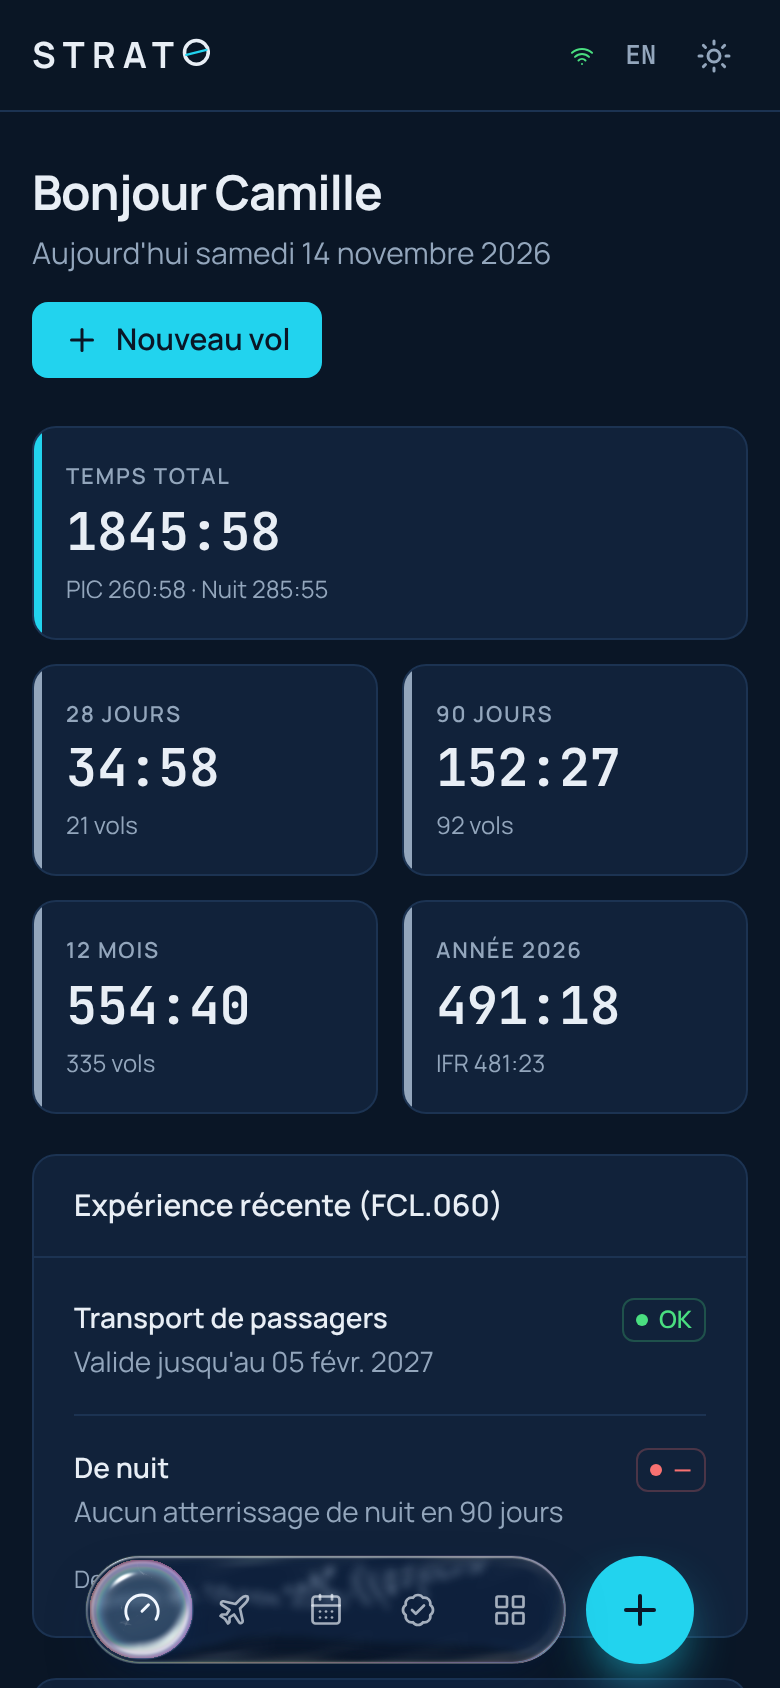 STRATO
EN
Bonjour Camille
Aujourd'hui samedi 14 novembre 2026
+ Nouveau vol
TEMPS TOTAL
1845:58
PIC 260:58 · Nuit 285:55
28 JOURS
34:58
21 vols
90 JOURS
152:27
92 vols
12 MOIS
554:40
335 vols
ANNÉE 2026
491:18
IFR 481:23
Expérience récente (FCL.060)
Transport de passagers
OK
Valide jusqu'au 05 févr. 2027
De nuit
—
Aucun atterrissage de nuit en 90 jours